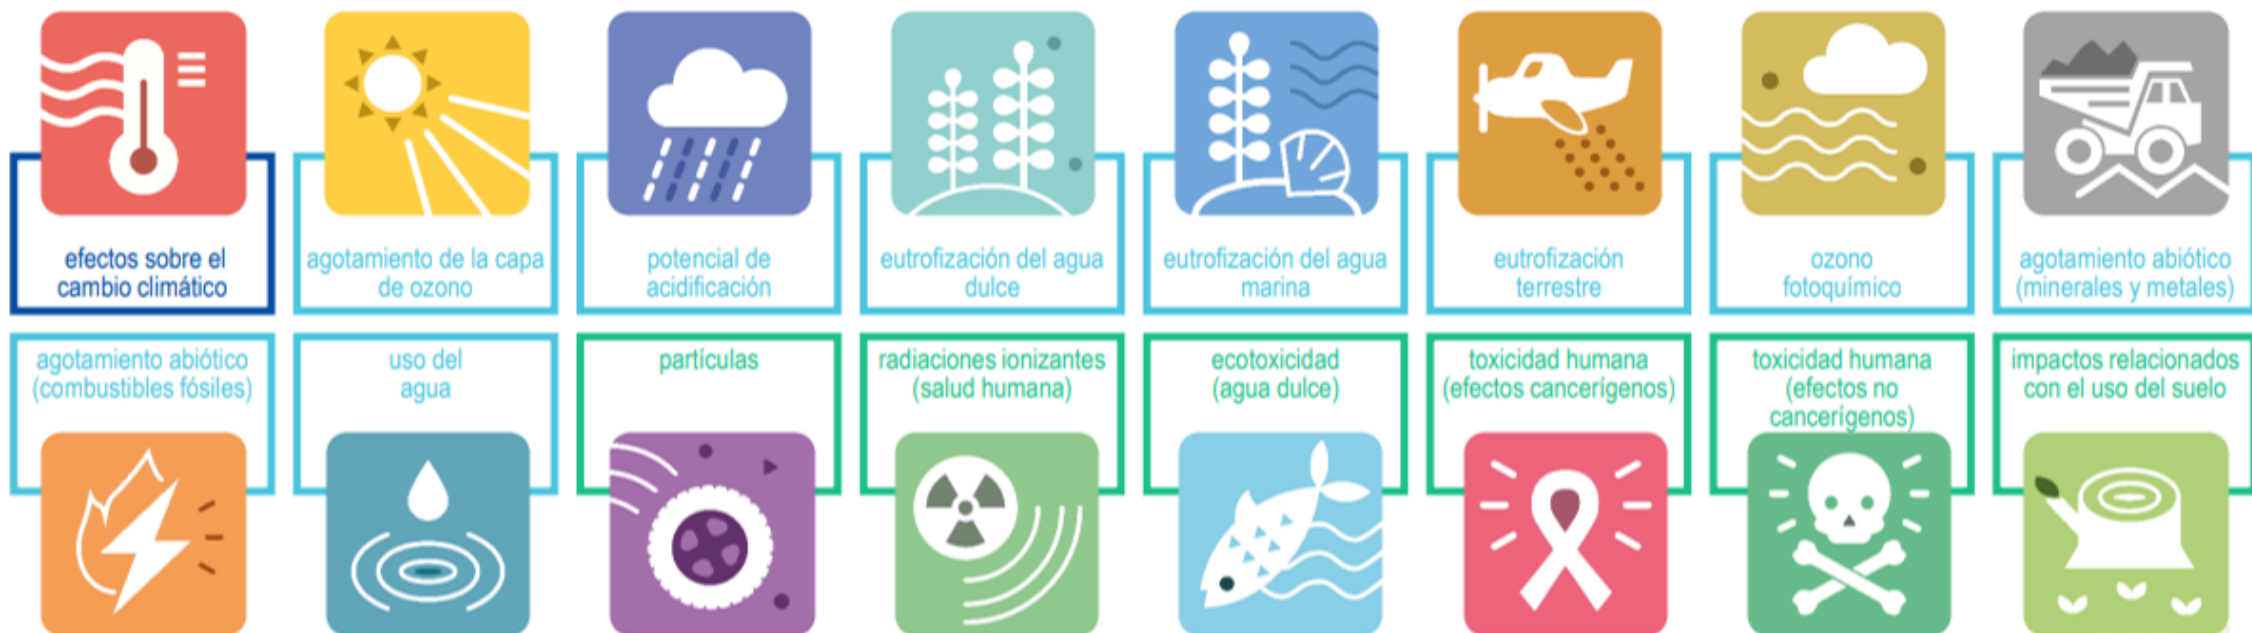 efectos sobre el
cambio climático
agotamiento de la capa
de ozono
potencial de
acidificación
eutrofización del agua
dulce
eutrofización del agua
marina
eutrofización
terrestre
ozono
fotoquímico
agotamiento abiótico
(minerales y metales)
agotamiento abiótico
(combustibles fósiles)
uso del
agua
partículas
radiaciones ionizantes
(salud humana)
ecotoxicidad
(agua dulce)
toxicidad humana
(efectos cancerígenos)
toxicidad humana
(efectos no
cancerígenos)
impactos relacionados
con el uso del suelo